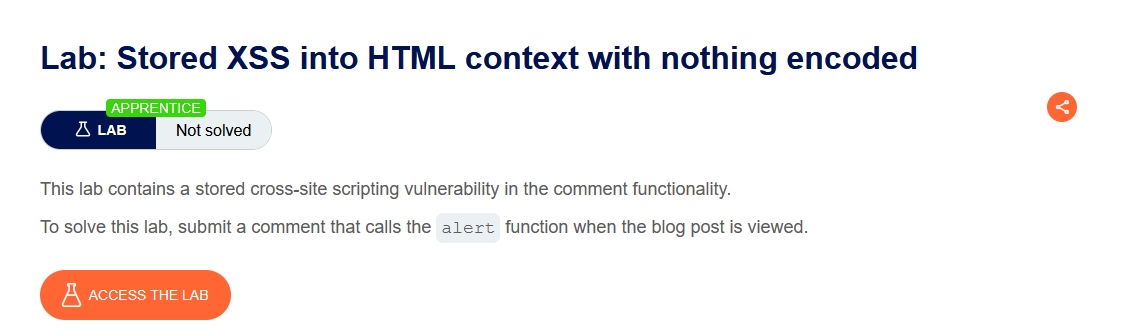 Lab: Stored XSS into HTML context with nothing encoded
APPRENTICE
LAB Not solved
This lab contains a stored cross-site scripting vulnerability in the comment functionality.
To solve this lab, submit a comment that calls the alert function when the blog post is viewed.
ACCESS THE LAB